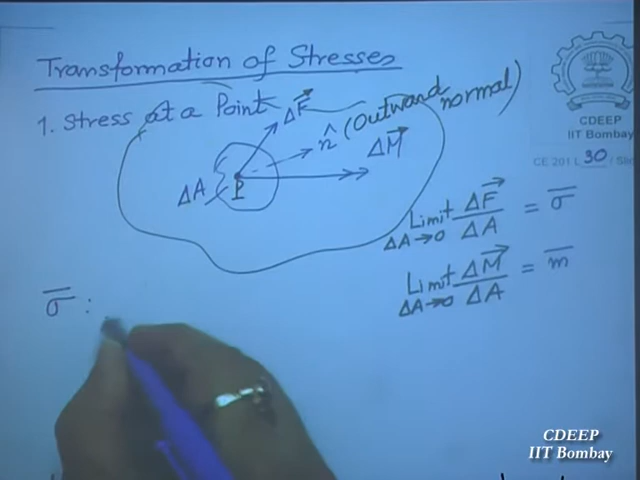 Transformation of Stresses
1. Stress at a Point
ΔF⃗
n̂ (Outward normal)
ΔM⃗
ΔA
P
Limit ΔA→0 ΔF⃗/ΔA = σ̅
Limit ΔA→0 ΔM⃗/ΔA = m̅
σ̅ :
CDEEP
IIT Bombay
CE 201 L 30 / Sli
CDEEP
IIT Bombay